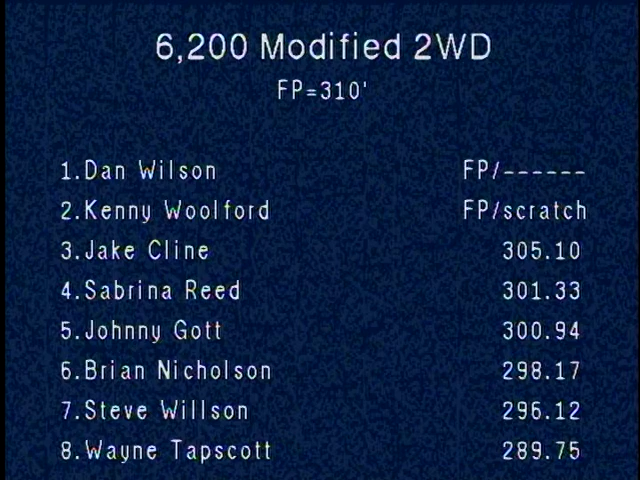 6,200 Modified 2WD
FP=310'
1.Dan Wilson FP/------
2.Kenny Woolford FP/scratch
3.Jake Cline 305.10
4.Sabrina Reed 301.33
5.Johnny Gott 300.94
6.Brian Nicholson 298.17
7.Steve Willson 296.12
8.Wayne Tapscott 289.75